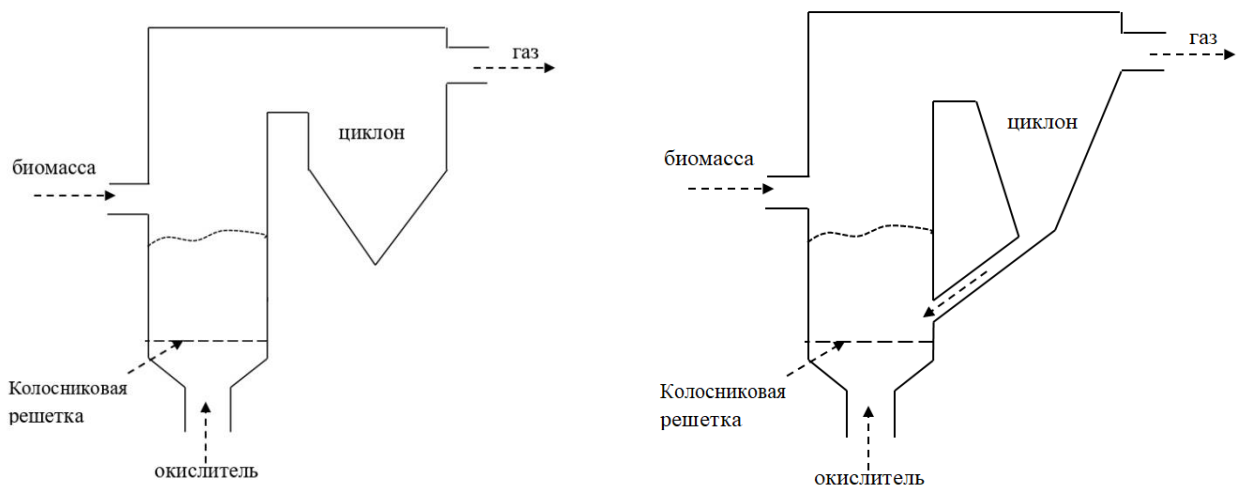 газ
циклон
биомасса
Колосниковая
решетка
окислитель
газ
циклон
биомасса
Колосниковая
решетка
окислитель